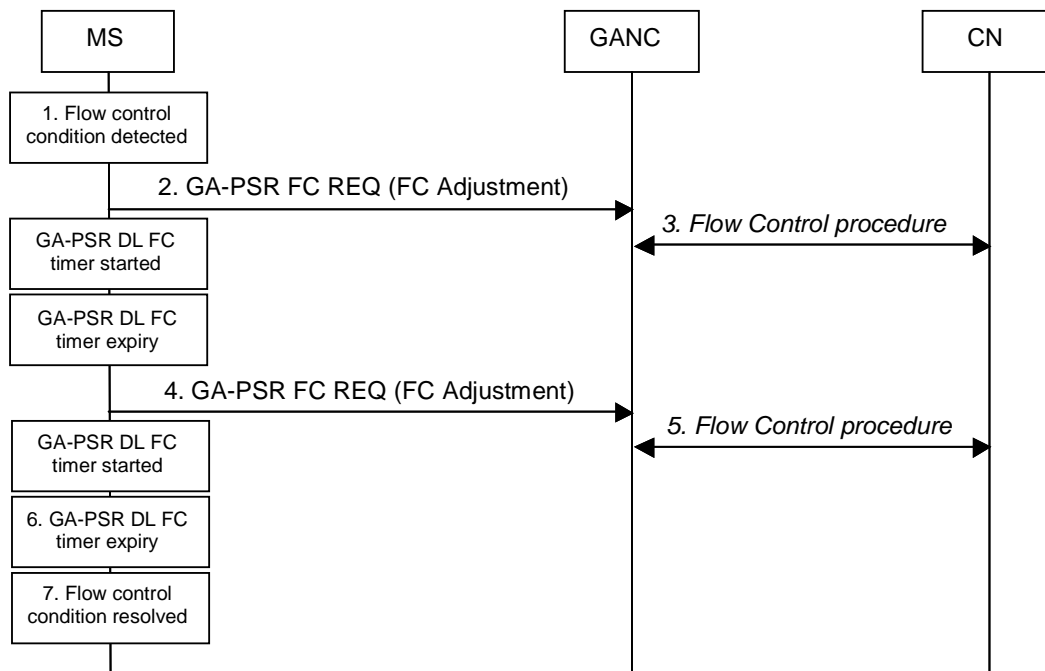 MS
GANC
CN
1. Flow control
condition detected
2. GA-PSR FC REQ (FC Adjustment)
GA-PSR DL FC
timer started
3. Flow Control procedure
GA-PSR DL FC
timer expiry
4. GA-PSR FC REQ (FC Adjustment)
5. Flow Control procedure
GA-PSR DL FC
timer started
6. GA-PSR DL FC
timer expiry
7. Flow control
condition resolved